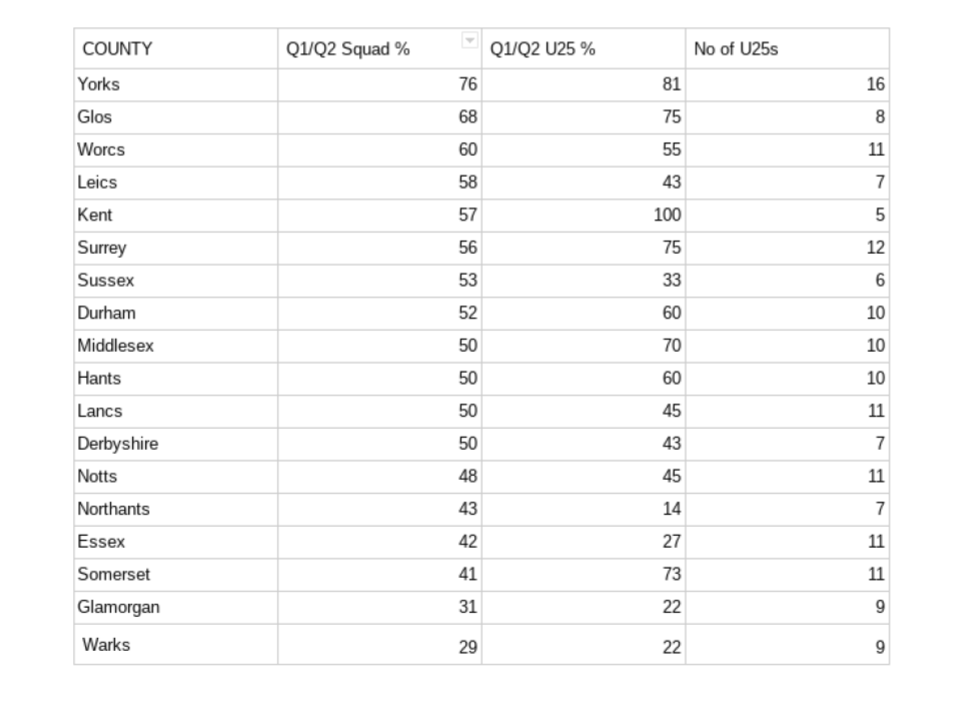 COUNTY Q1/Q2 Squad % Q1/Q2 U25 % No of U25s
Yorks 76 81 16
Glos 68 75 8
Worcs 60 55 11
Leics 58 43 7
Kent 57 100 5
Surrey 56 75 12
Sussex 53 33 6
Durham 52 60 10
Middlesex 50 70 10
Hants 50 60 10
Lancs 50 45 11
Derbyshire 50 43 7
Notts 48 45 11
Northants 43 14 7
Essex 42 27 11
Somerset 41 73 11
Glamorgan 31 22 9
Warks 29 22 9